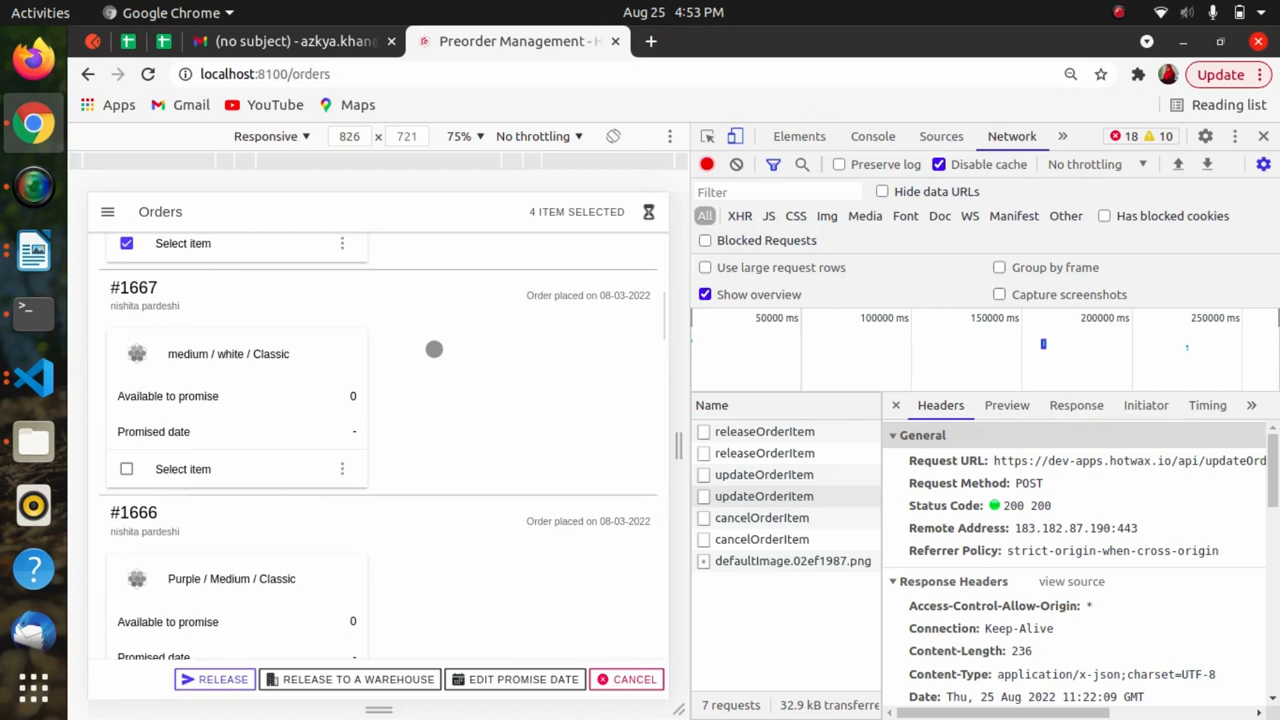 Activities
Google Chrome
Aug 25 4:53 PM
(no subject) - azkya.khan
Preorder Management - H
localhost:8100/orders
Update
Apps
Gmail
YouTube
Maps
Reading list
Responsive
826 x 721
75%
No throttling
Elements
Console
Sources
Network
18
10
Preserve log
Disable cache
No throttling
Filter
Hide data URLs
All
XHR
JS
CSS
Img
Media
Font
Doc
WS
Manifest
Other
Has blocked cookies
Blocked Requests
Use large request rows
Group by frame
Show overview
Capture screenshots
50000 ms
100000 ms
150000 ms
200000 ms
250000 ms
Orders
4 ITEM SELECTED
Select item
#1667
nishita pardeshi
Order placed on 08-03-2022
medium / white / Classic
Available to promise 0
Promised date -
Select item
#1666
nishita pardeshi
Order placed on 08-03-2022
Purple / Medium / Classic
Available to promise 0
Promised date
RELEASE
RELEASE TO A WAREHOUSE
EDIT PROMISE DATE
CANCEL
Name
releaseOrderItem
releaseOrderItem
updateOrderItem
updateOrderItem
cancelOrderItem
cancelOrderItem
defaultImage.02ef1987.png
7 requests
32.9 kB transferre
Headers
Preview
Response
Initiator
Timing
General
Request URL: https://dev-apps.hotwax.io/api/updateOrd
Request Method: POST
Status Code: 200 200
Remote Address: 183.182.87.190:443
Referrer Policy: strict-origin-when-cross-origin
Response Headers
view source
Access-Control-Allow-Origin: *
Connection: Keep-Alive
Content-Length: 236
Content-Type: application/x-json;charset=UTF-8
Date: Thu, 25 Aug 2022 11:22:09 GMT